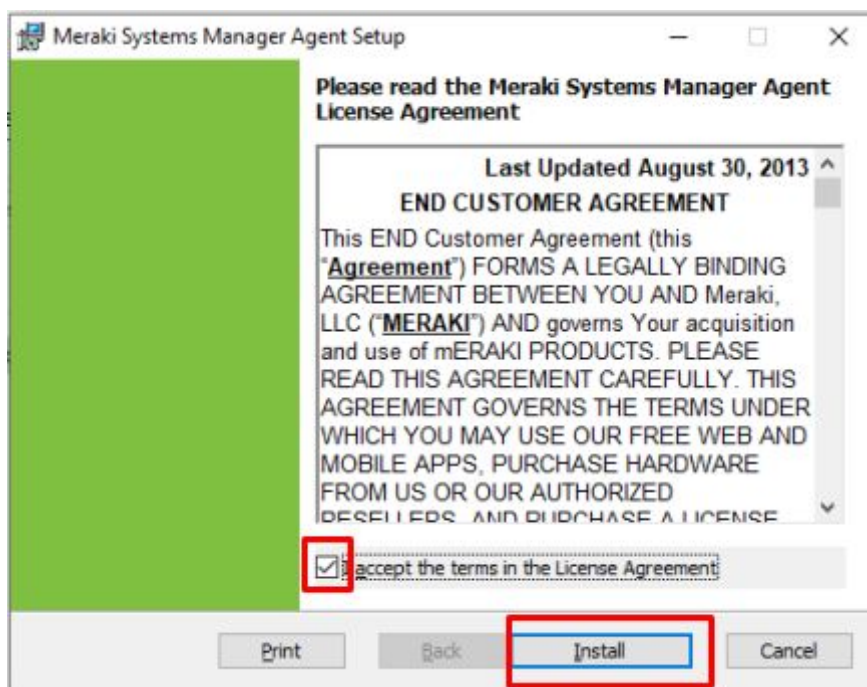 Meraki Systems Manager Agent Setup
Please read the Meraki Systems Manager Agent
License Agreement
Last Updated August 30, 2013
END CUSTOMER AGREEMENT
This END Customer Agreement (this
“Agreement”) FORMS A LEGALLY BINDING
AGREEMENT BETWEEN YOU AND Meraki,
LLC (“MERAKI”) AND governs Your acquisition
and use of mERAKI PRODUCTS. PLEASE
READ THIS AGREEMENT CAREFULLY. THIS
AGREEMENT GOVERNS THE TERMS UNDER
WHICH YOU MAY USE OUR FREE WEB AND
MOBILE APPS, PURCHASE HARDWARE
FROM US OR OUR AUTHORIZED
RESELLERS, AND PURCHASE A LICENSE
I accept the terms in the License Agreement
Print Back Install Cancel